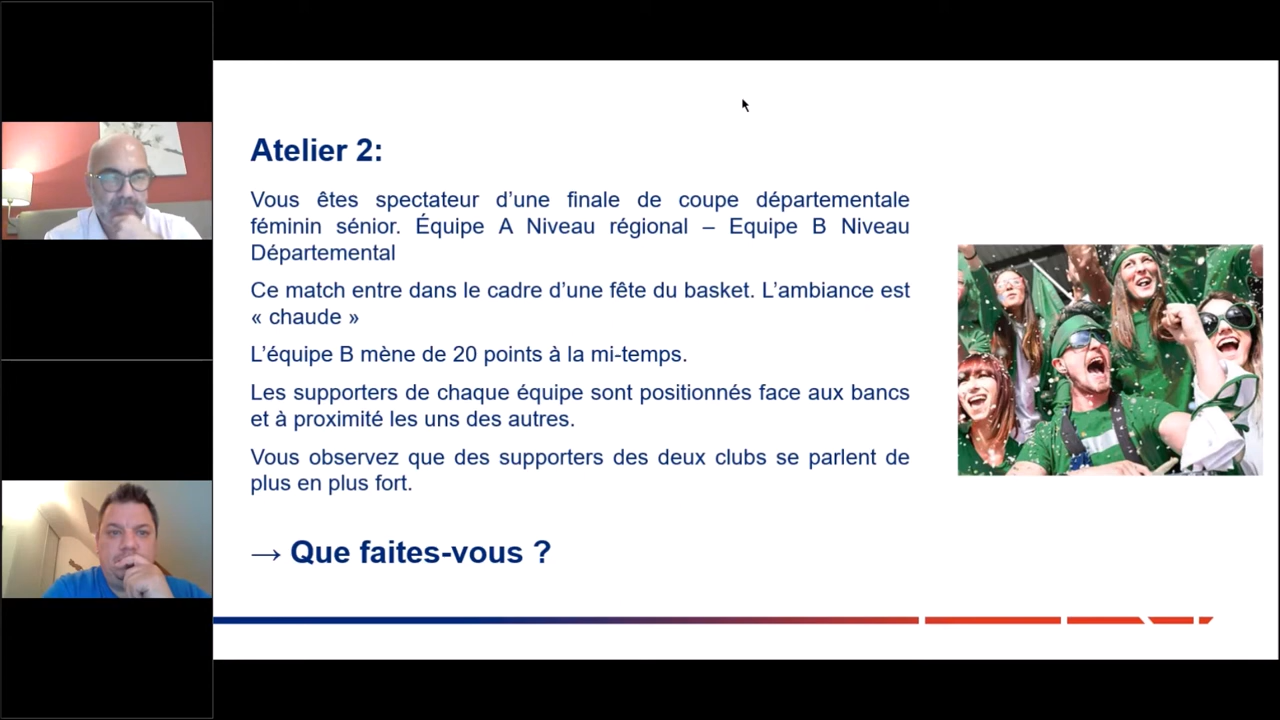 Atelier 2:
Vous êtes spectateur d’une finale de coupe départementale
féminin sénior. Équipe A Niveau régional – Equipe B Niveau
Départemental
Ce match entre dans le cadre d’une fête du basket. L’ambiance est
« chaude »
L’équipe B mène de 20 points à la mi-temps.
Les supporters de chaque équipe sont positionnés face aux bancs
et à proximité les uns des autres.
Vous observez que des supporters des deux clubs se parlent de
plus en plus fort.
→ Que faites-vous ?